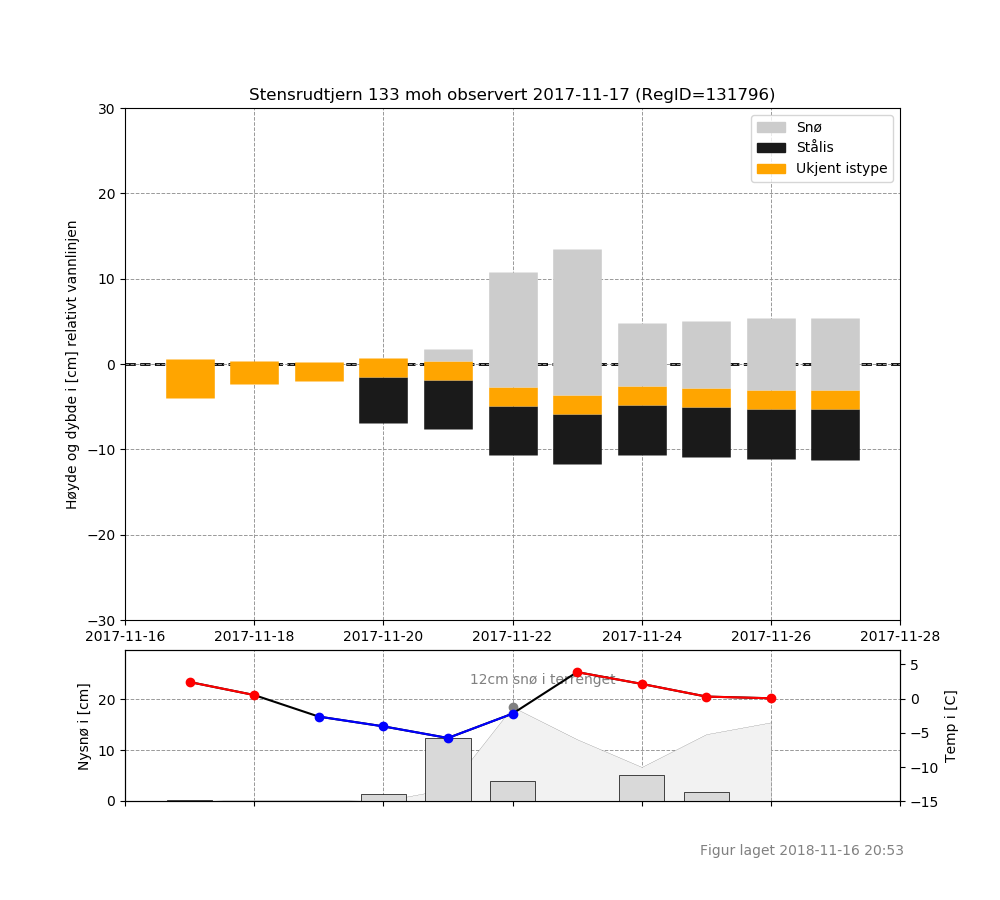 Stensrudtjern 133 moh observert 2017-11-17 (RegID=131796)
30
20
10
0
−10
−20
−30
Høyde og dybde i [cm] relativt vannlinjen
Snø
Stålis
Ukjent istype
2017-11-16 2017-11-18 2017-11-20 2017-11-22 2017-11-24 2017-11-26 2017-11-28
12cm snø i terrenget
20
10
0
Nysnø i [cm]
5
0
−5
−10
−15
Temp i [C]
Figur laget 2018-11-16 20:53